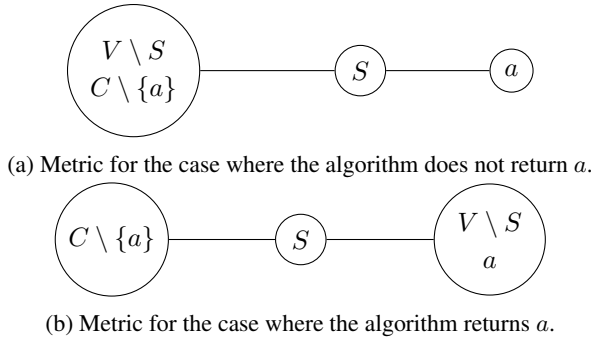 V \ S
C \ {a}
S
a
(a) Metric for the case where the algorithm does not return a.
C \ {a}
S
V \ S
a
(b) Metric for the case where the algorithm returns a.